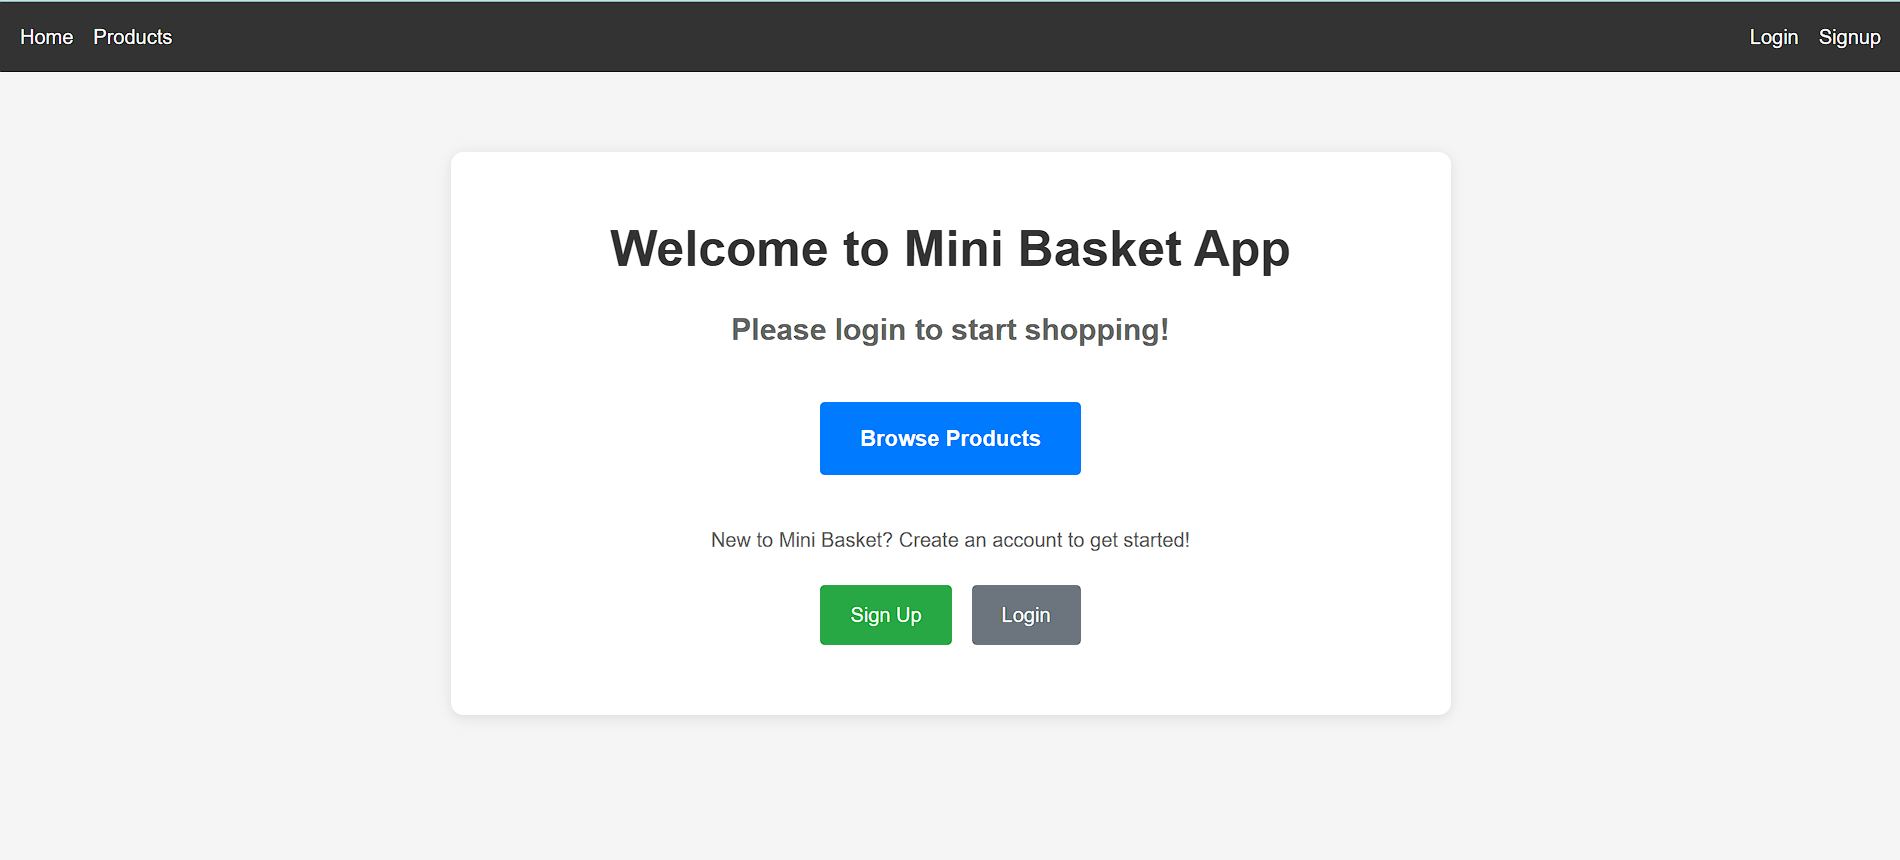 Home Products Login Signup
Welcome to Mini Basket App
Please login to start shopping!
Browse Products
New to Mini Basket? Create an account to get started!
Sign Up Login